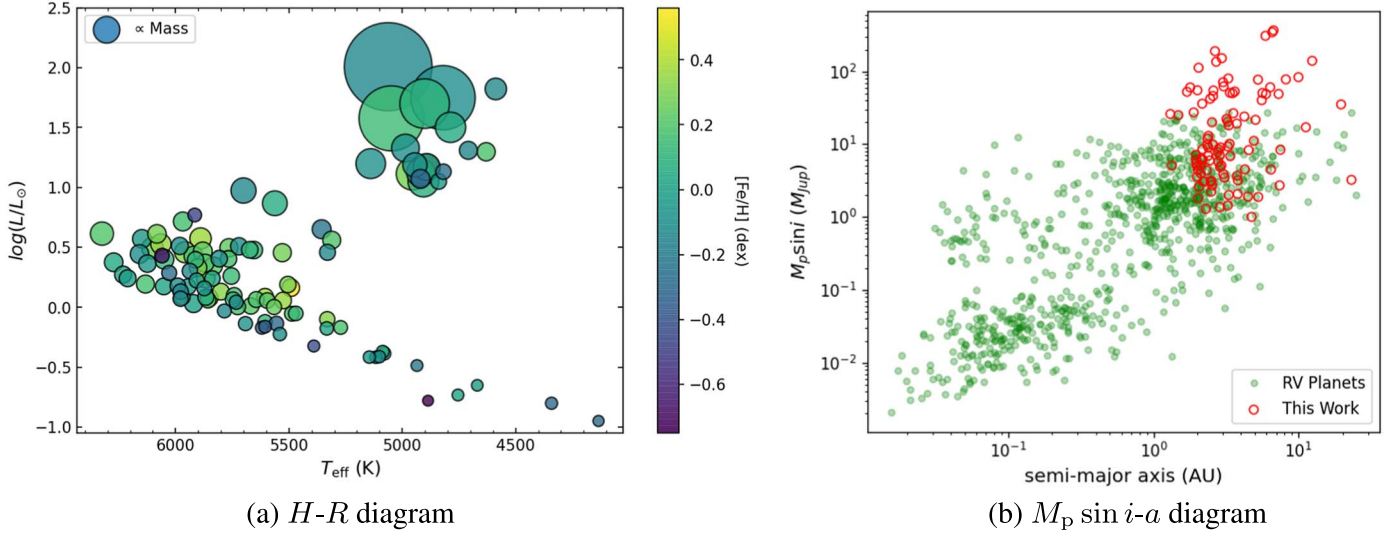 2.5
2.0
1.5
1.0
0.5
0.0
−0.5
−1.0
log(L/L☉)
∝ Mass
6000 5500 5000 4500
Teff (K)
0.4
0.2
0.0
−0.2
−0.4
−0.6
[Fe/H] (dex)
(a) H-R diagram
10²
10¹
10⁰
10⁻¹
10⁻²
Mpsini (MJup)
RV Planets
This Work
10⁻¹ 10⁰ 10¹
semi-major axis (AU)
(b) Mp sin i-a diagram